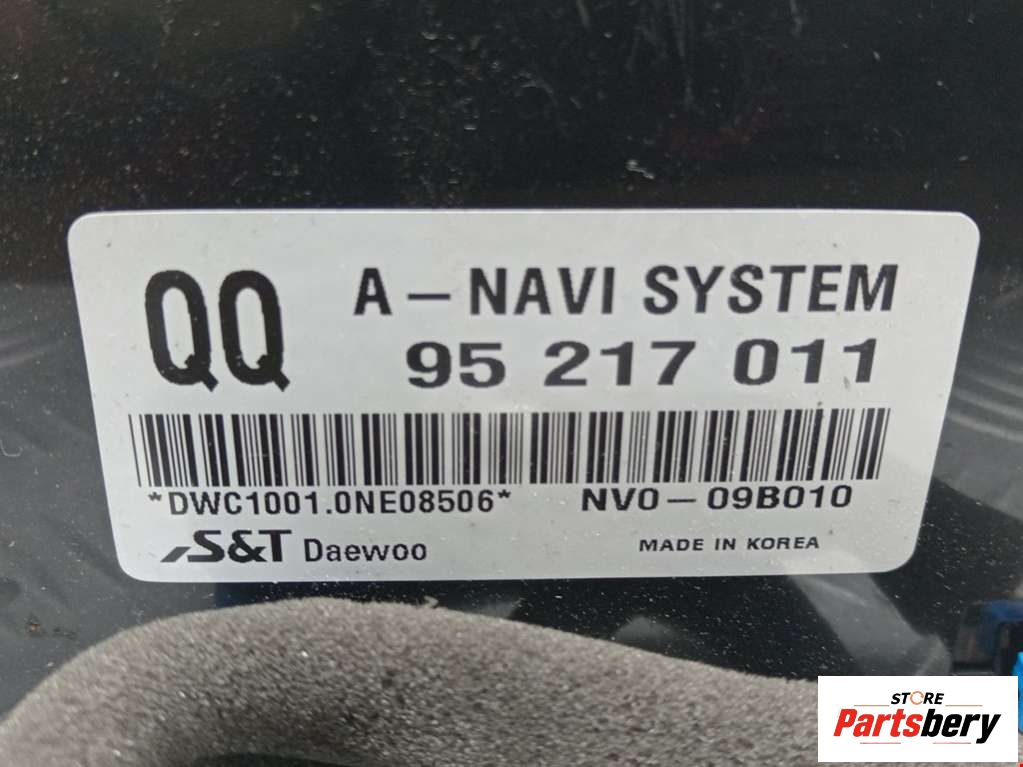 QQ
A – NAVI SYSTEM
95 217 011
*DWC1001.0NE08506* NV0 – 09B010
S&T Daewoo
MADE IN KOREA
STORE
Partsbery